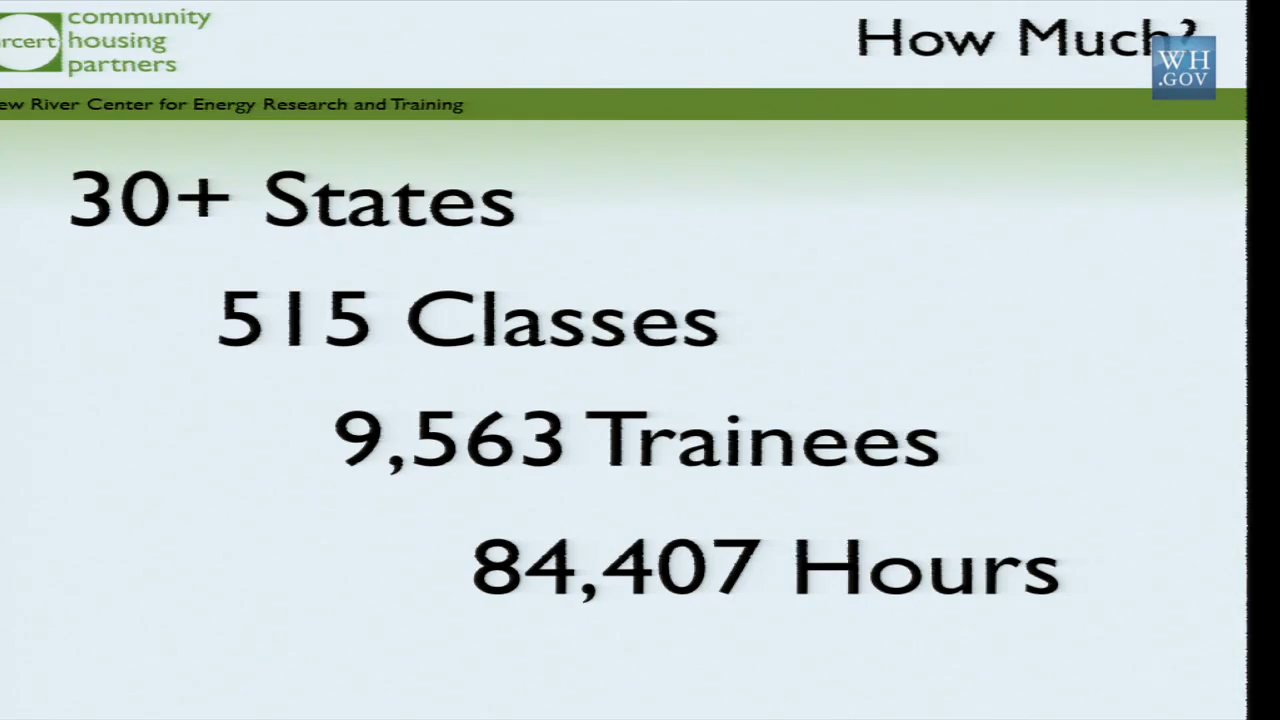 community
housing
partners
rcert
How Much?
WH
.GOV
ew River Center for Energy Research and Training
30+ States
515 Classes
9,563 Trainees
84,407 Hours